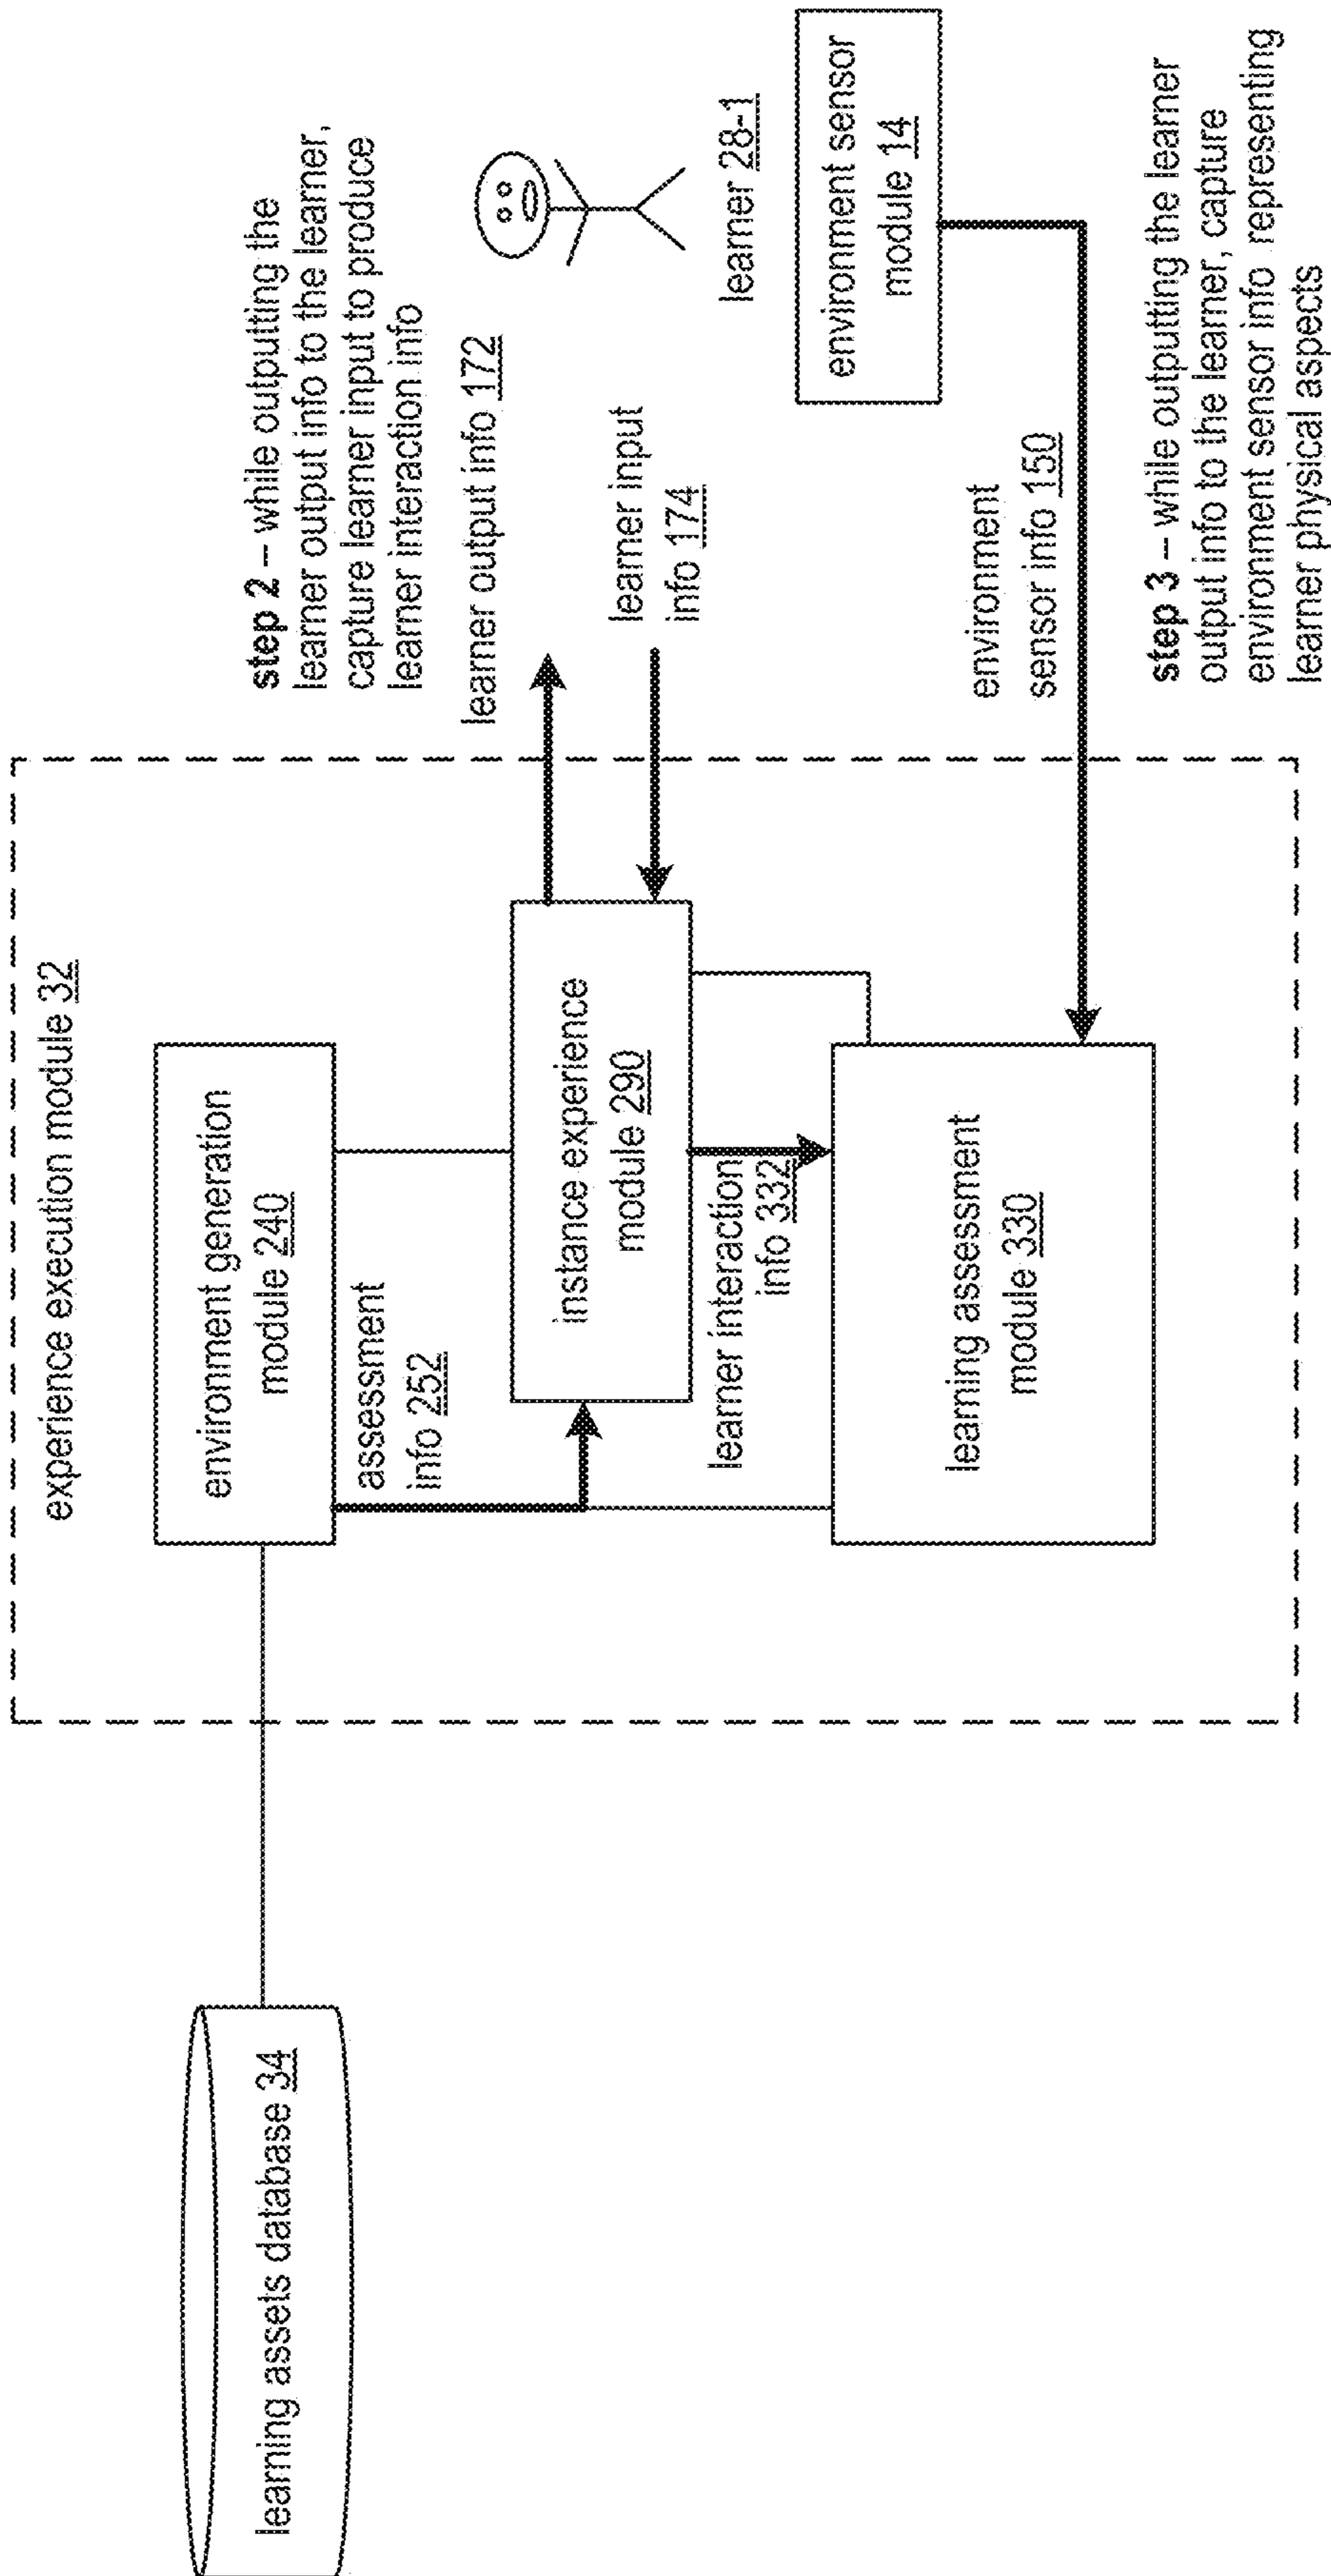 experience execution module 32
learning assets database 34
environment generation
module 240
assessment
info 252
instance experience
module 290
learner interaction
info 332
learning assessment
module 330
step 2 – while outputting the
learner output info to the learner,
capture learner input to produce
learner interaction info
learner output info 172
learner input
info 174
learner 28-1
environment sensor
module 14
environment
sensor info 150
step 3 – while outputting the learner
output info to the learner, capture
environment sensor info representing
learner physical aspects